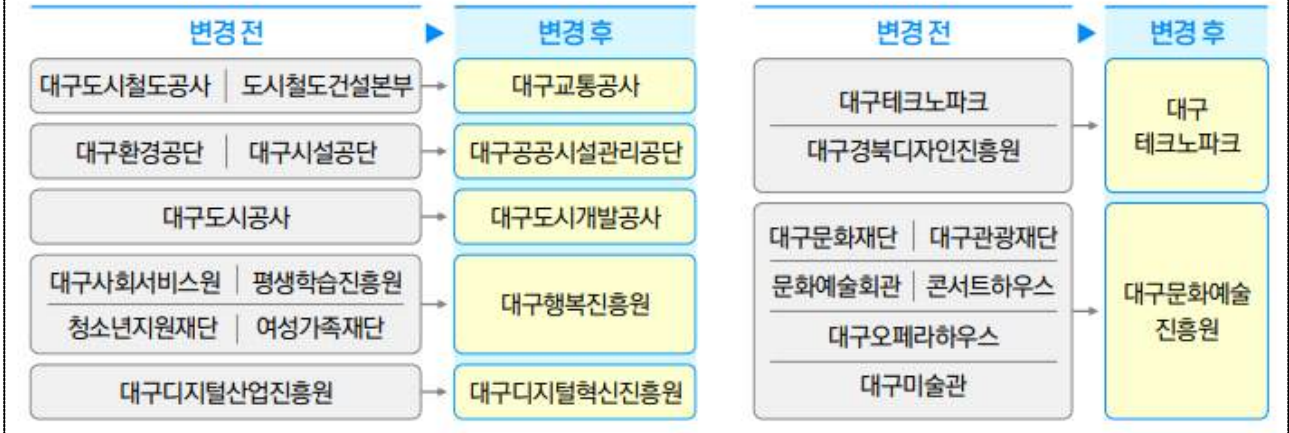 변경 전 ▶ 변경 후
대구도시철도공사 | 도시철도건설본부 → 대구교통공사
대구환경공단 | 대구시설공단 → 대구공공시설관리공단
대구도시공사 → 대구도시개발공사
대구사회서비스원 | 평생학습진흥원
청소년지원재단 | 여성가족재단
→ 대구행복진흥원
대구디지털산업진흥원 → 대구디지털혁신진흥원
변경 전 ▶ 변경 후
대구테크노파크
대구경북디자인진흥원
→ 대구
테크노파크
대구문화재단 | 대구관광재단
문화예술회관 | 콘서트하우스
대구오페라하우스
대구미술관
→ 대구문화예술
진흥원